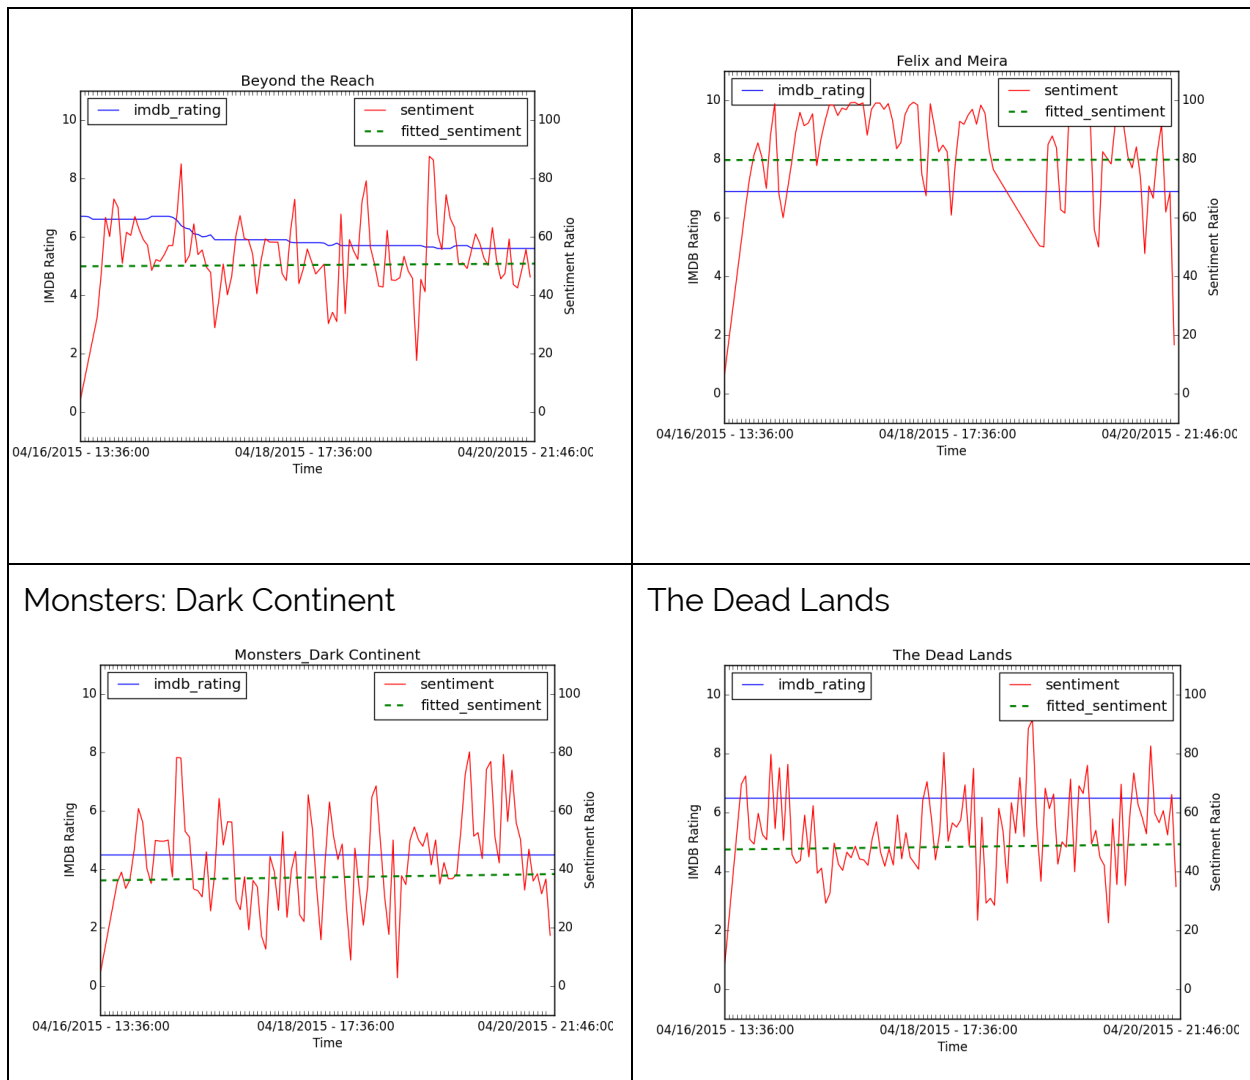 Beyond the Reach
imdb_rating
sentiment
fitted_sentiment
10
8
6
4
2
0
100
80
60
40
20
0
IMDB Rating
Sentiment Ratio
04/16/2015 - 13:36:00
04/18/2015 - 17:36:00
04/20/2015 - 21:46:00
Time
Felix and Meira
imdb_rating
sentiment
fitted_sentiment
10
8
6
4
2
0
100
80
60
40
20
0
IMDB Rating
Sentiment Ratio
04/16/2015 - 13:36:00
04/18/2015 - 17:36:00
04/20/2015 - 21:46:00
Time
Monsters: Dark Continent
Monsters_Dark Continent
imdb_rating
sentiment
fitted_sentiment
10
8
6
4
2
0
100
80
60
40
20
0
IMDB Rating
Sentiment Ratio
04/16/2015 - 13:36:00
04/18/2015 - 17:36:00
04/20/2015 - 21:46:00
Time
The Dead Lands
The Dead Lands
imdb_rating
sentiment
fitted_sentiment
10
8
6
4
2
0
100
80
60
40
20
0
IMDB Rating
Sentiment Ratio
04/16/2015 - 13:36:00
04/18/2015 - 17:36:00
04/20/2015 - 21:46:00
Time